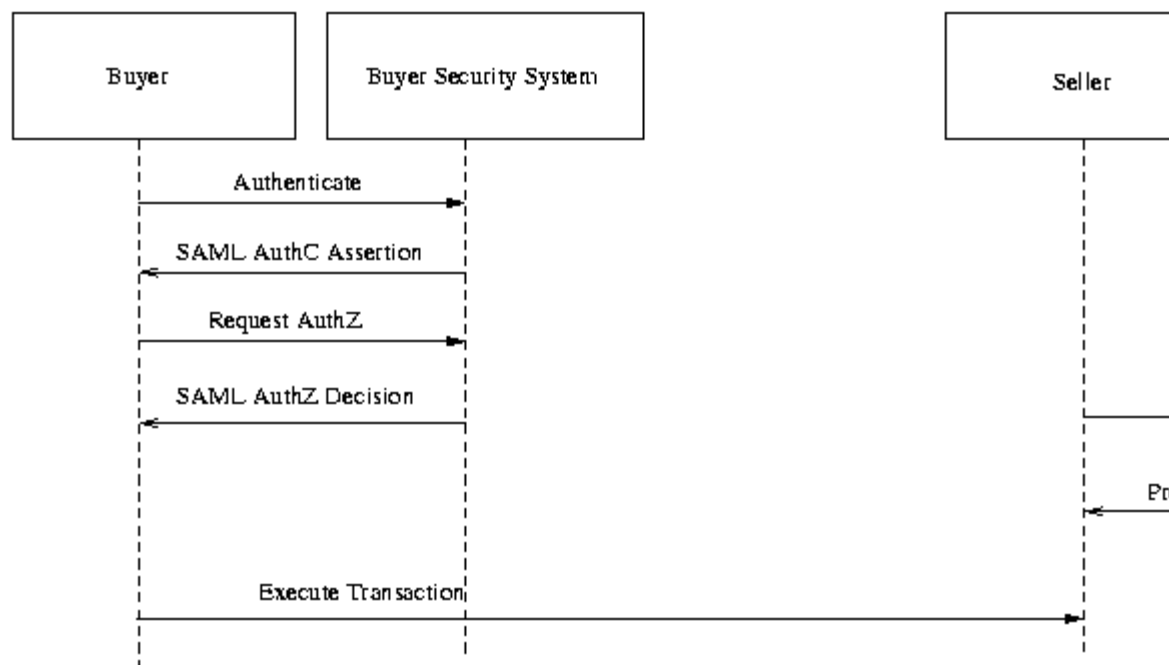 Buyer
Buyer Security System
Seller
Authenticate
SAML AuthC Assertion
Request AuthZ
SAML AuthZ Decision
Execute Transaction